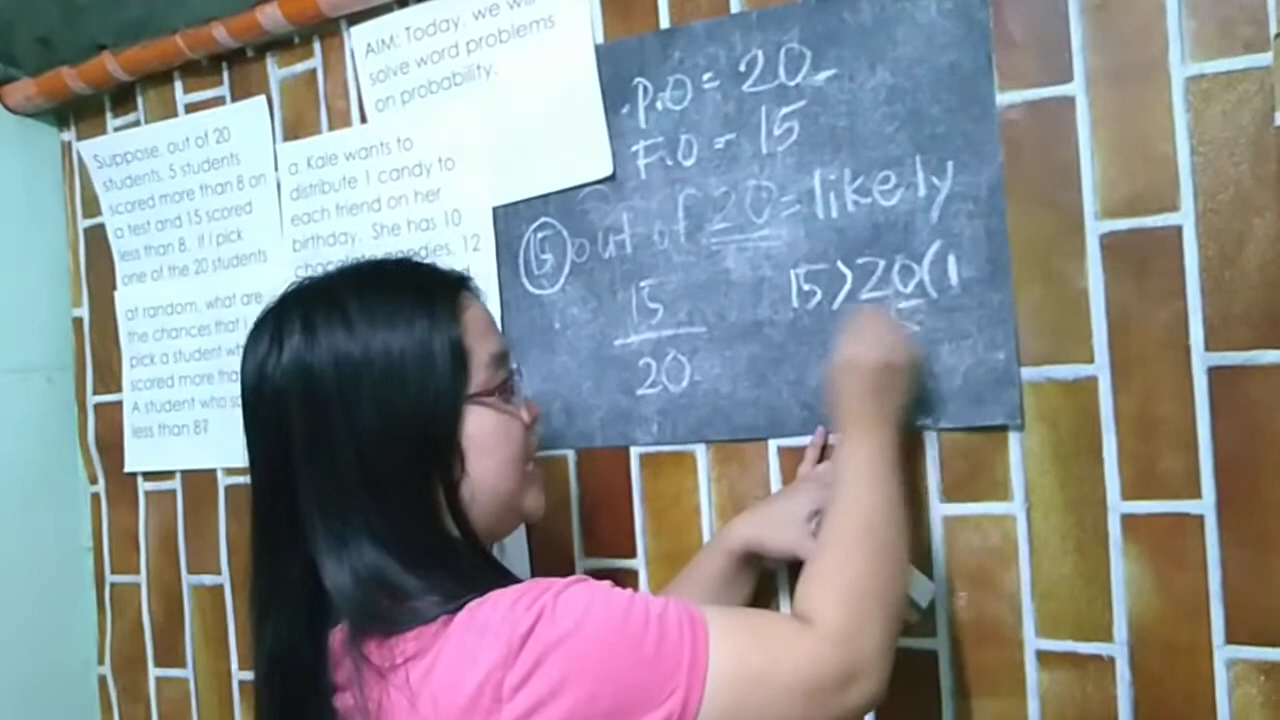 AIM: Today, we will
solve word problems
on probability.
Suppose, out of 20
students, 5 students
scored more than 8 on
a test and 15 scored
less than 8. If I pick
one of the 20 students
at random, what are
the chances that I
pick a student
scored more
A student who
less than 8?
a. Kale wants to
distribute 1 candy to
each friend on her
birthday. She has 10
chocolate candies, 12
P.O = 20
F.O = 15
15 out of 20 = likely
15
20
15)20(1